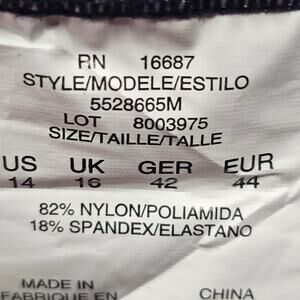 RN 16687
STYLE/MODELE/ESTILO
5528665M
LOT 8003975
SIZE/TAILLE/TALLE
US UK GER EUR
14 16 42 44
82% NYLON/POLIAMIDA
18% SPANDEX/ELASTANO
MADE IN
FABRIQUE EN CHINA